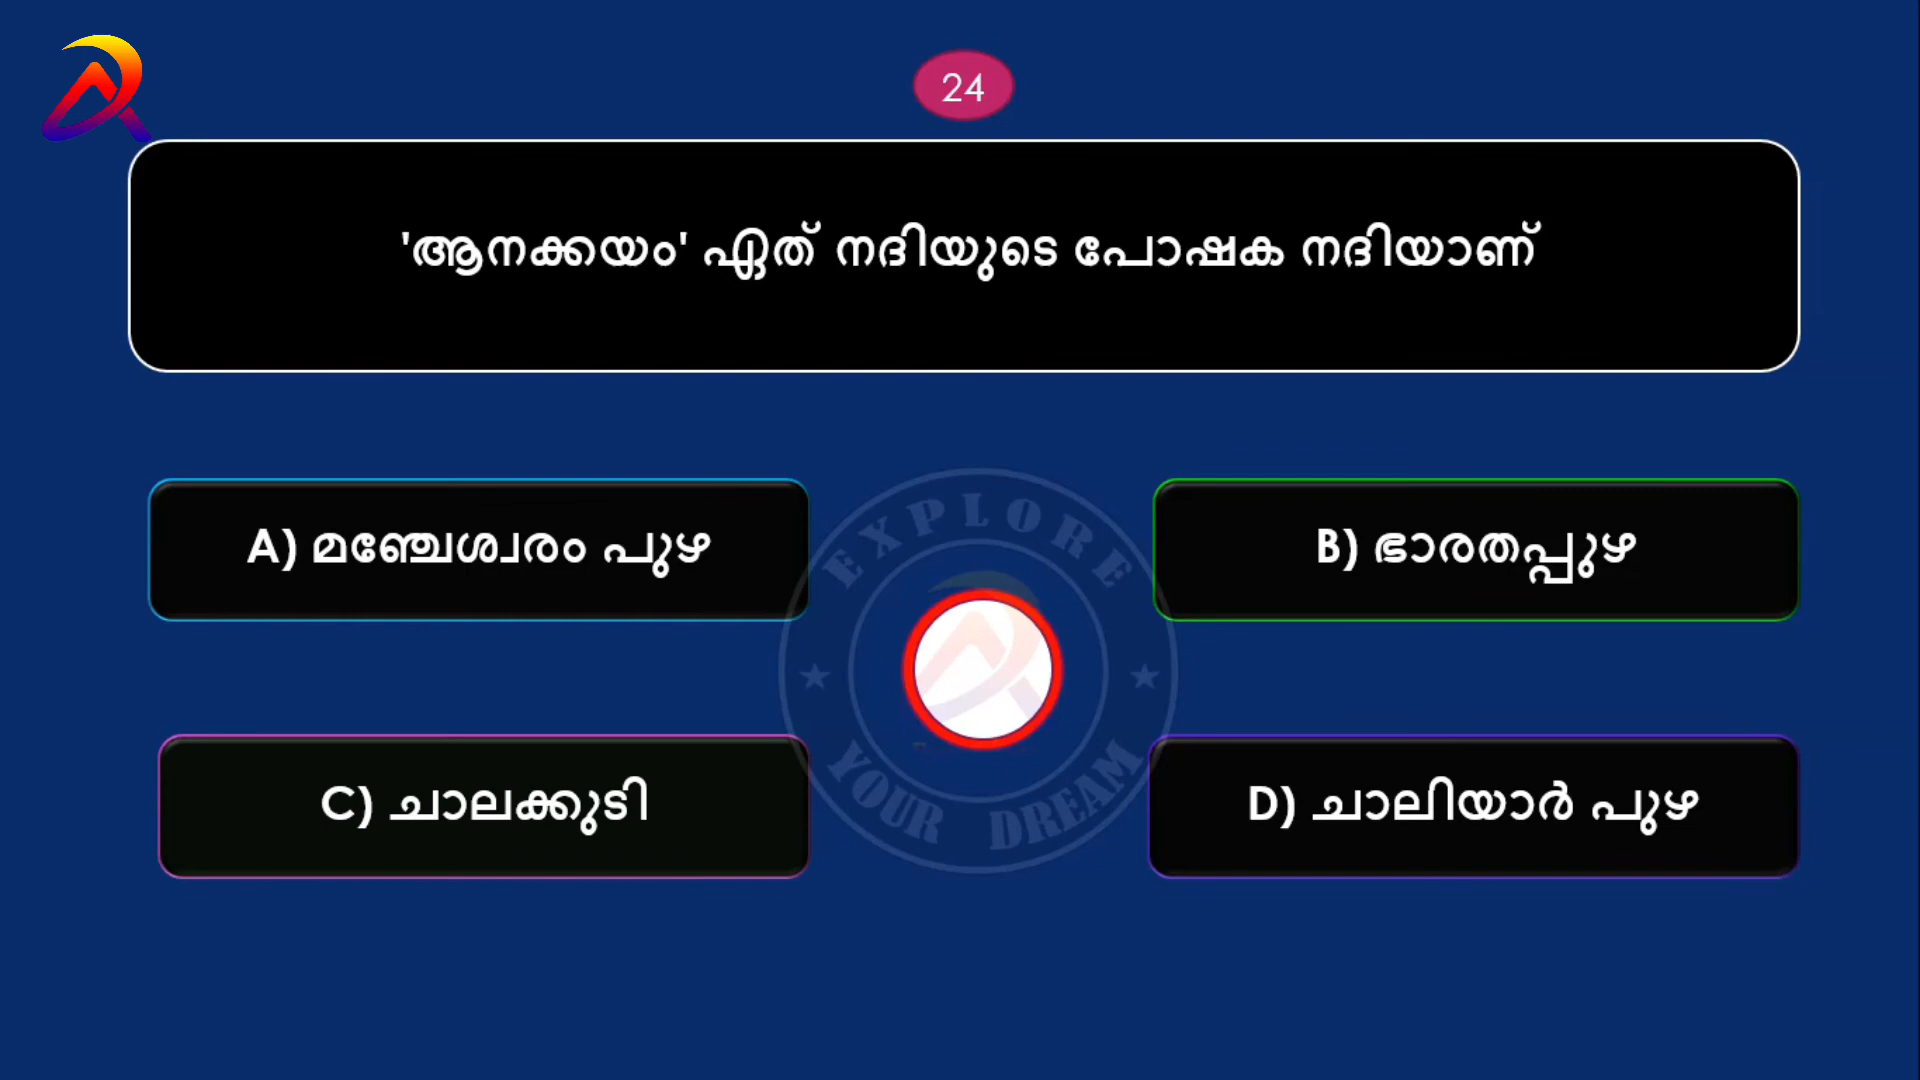 24
'ആനക്കയം' ഏത് നദിയുടെ പോഷക നദിയാണ്
A) മഞ്ചേശ്വരം പുഴ
B) ഭാരതപ്പുഴ
EXPLORE
C) ചാലക്കുടി
D) ചാലിയാർ പുഴ
YOUR DREAM